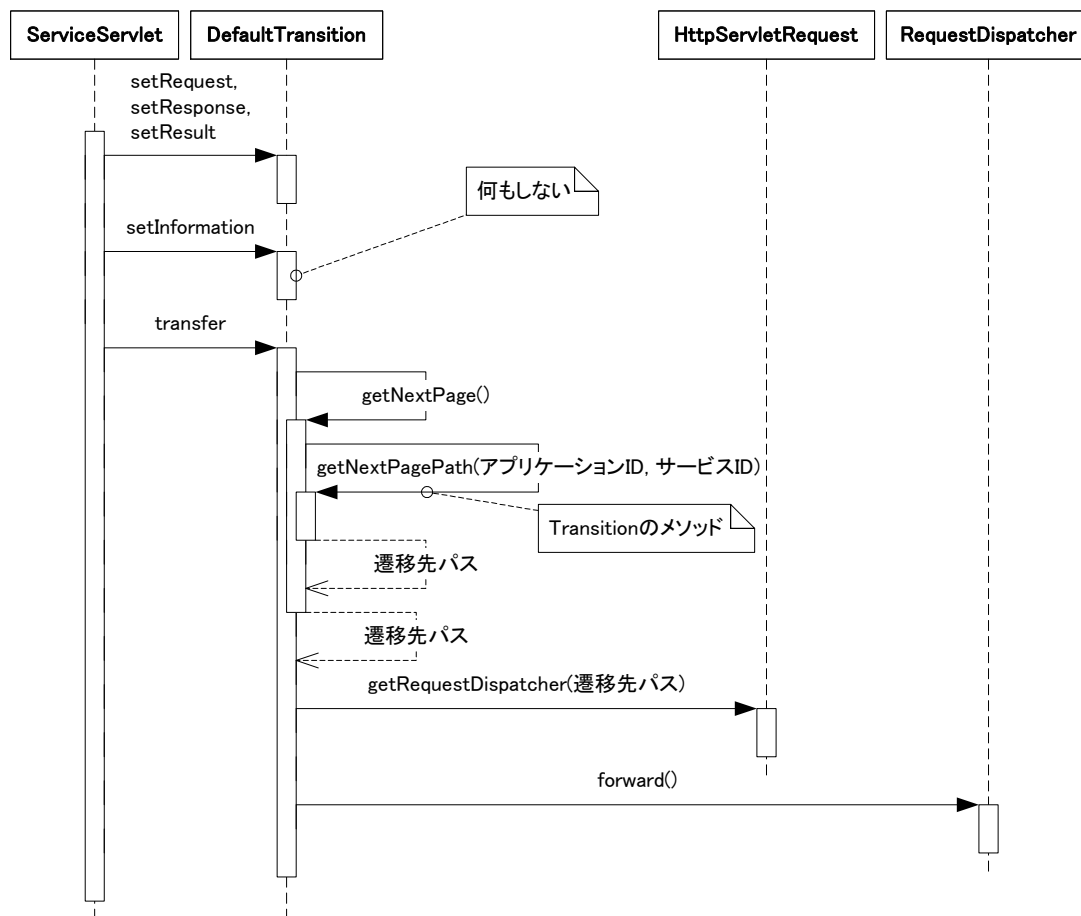 ServiceServlet
DefaultTransition
HttpServletRequest
RequestDispatcher
setRequest,
setResponse,
setResult
何もしない
setInformation
transfer
getNextPage()
getNextPagePath(アプリケーションID, サービスID)
Transitionのメソッド
遷移先パス
遷移先パス
getRequestDispatcher(遷移先パス)
forward()